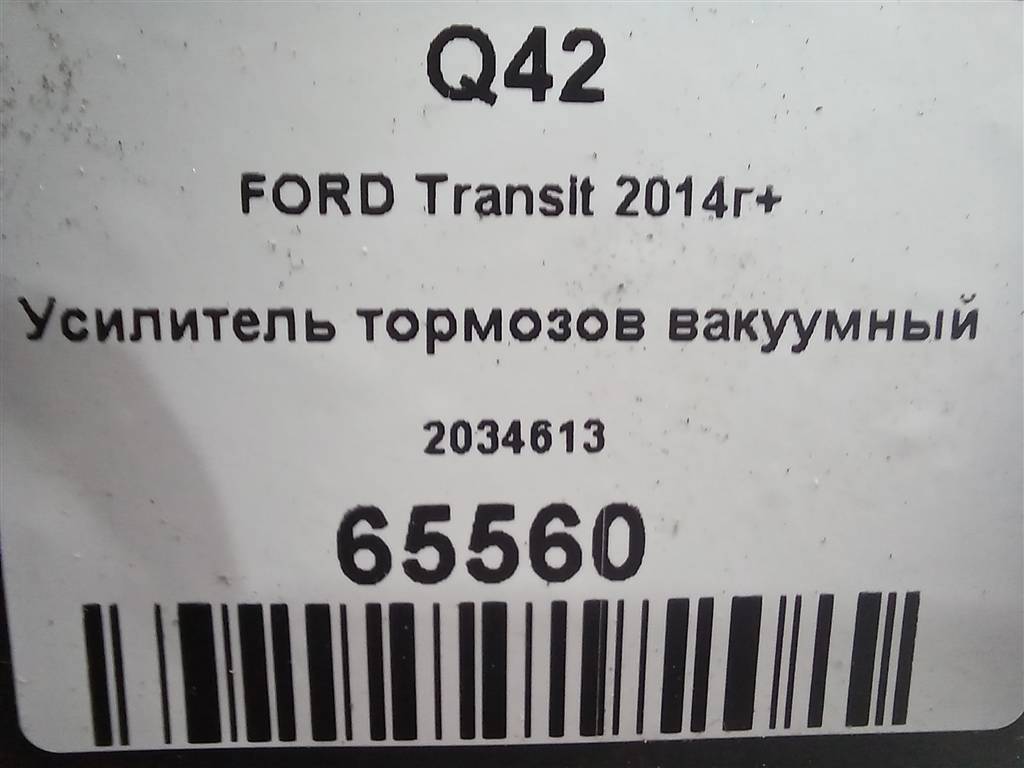 Q42
FORD Transit 2014г+
Усилитель тормозов вакуумный
2034613
65560